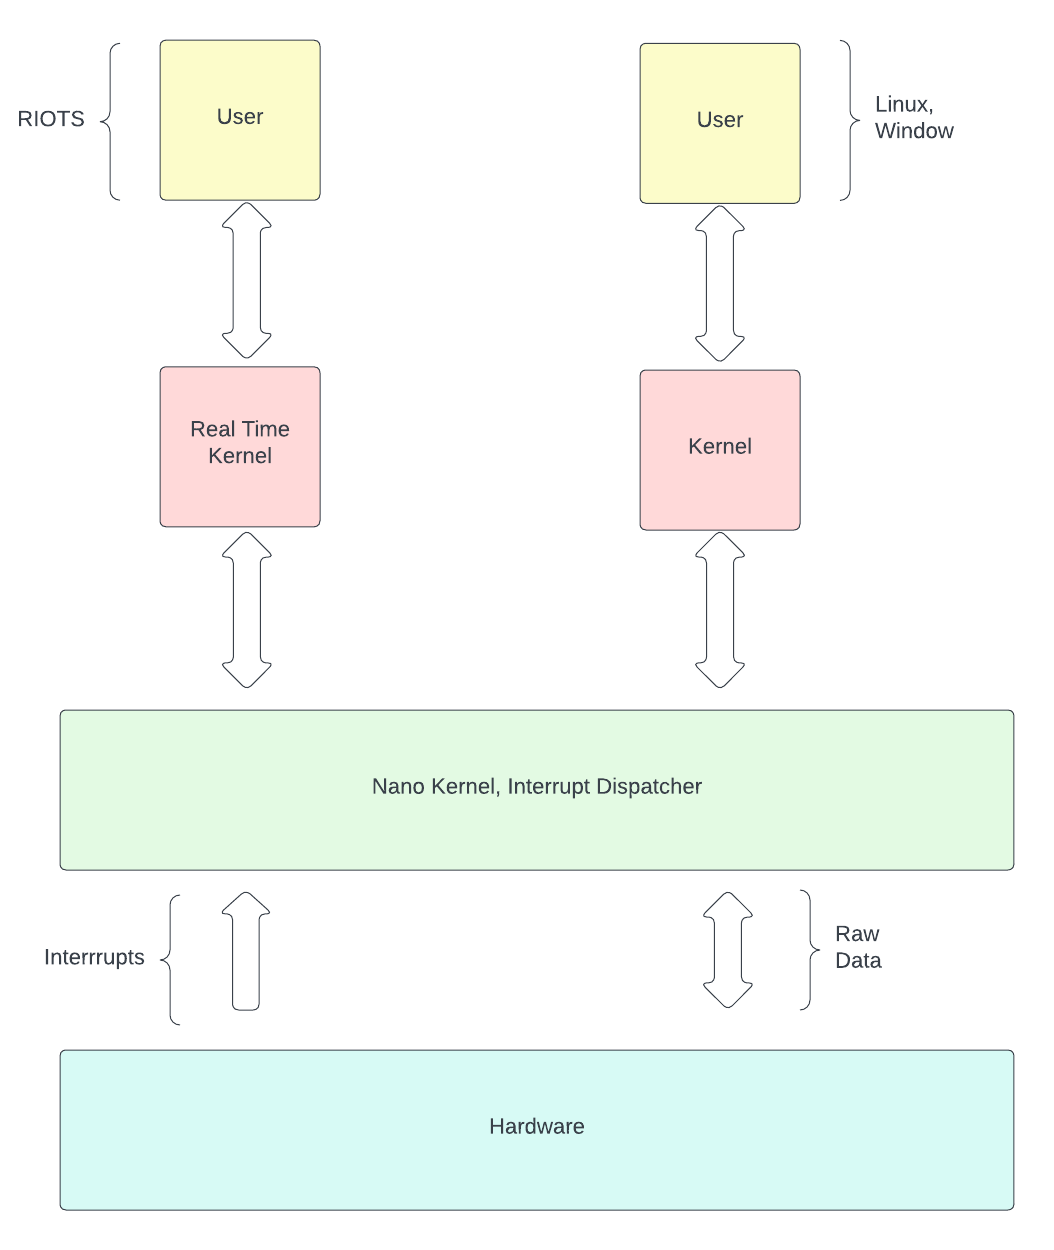 RIOTS
User
User
Linux,
Window
Real Time
Kernel
Kernel
Nano Kernel, Interrupt Dispatcher
Interrrupts
Raw
Data
Hardware